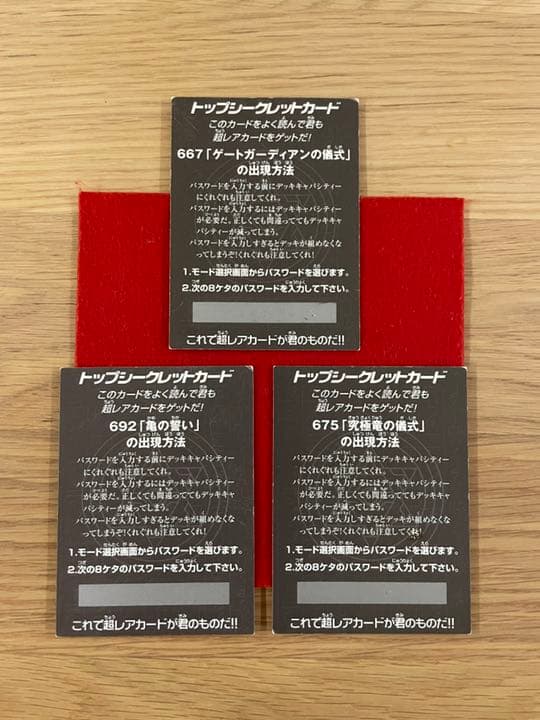 トップシークレットカード
このカードをよく読んで君も
超レアカードをゲットだ!
667「ゲートガーディアンの儀式」
の出現方法
パスワードを入力する前にデッキキャパシティー
にくれぐれも注意してくれ。
パスワードを入力するにはデッキキャパシティー
が必要だ。正しくても間違っててもデッキキャ
パシティーが減ってしまう。
パスワードを入力しすぎるとデッキが組めなくな
ってしまうぞ!くれぐれも注意してくれ!
1.モード選択画面からパスワードを選びます。
2.次の8ケタのパスワードを入力して下さい。
これで超レアカードが君のものだ!!
トップシークレットカード
このカードをよく読んで君も
超レアカードをゲットだ!
692「亀の誓い」
の出現方法
パスワードを入力する前にデッキキャパシティー
にくれぐれも注意してくれ。
パスワードを入力するにはデッキキャパシティー
が必要だ。正しくても間違っててもデッキキャ
パシティーが減ってしまう。
パスワードを入力しすぎるとデッキが組めなくな
ってしまうぞ!くれぐれも注意してくれ!
1.モード選択画面からパスワードを選びます。
2.次の8ケタのパスワードを入力して下さい。
これで超レアカードが君のものだ!!
トップシークレットカード
このカードをよく読んで君も
超レアカードをゲットだ!
675「究極竜の儀式」
の出現方法
パスワードを入力する前にデッキキャパシティー
にくれぐれも注意してくれ。
パスワードを入力するにはデッキキャパシティー
が必要だ。正しくても間違っててもデッキキャ
パシティーが減ってしまう。
パスワードを入力しすぎるとデッキが組めなくな
ってしまうぞ!くれぐれも注意してくれ!
1.モード選択画面からパスワードを選びます。
2.次の8ケタのパスワードを入力して下さい。
これで超レアカードが君のものだ!!